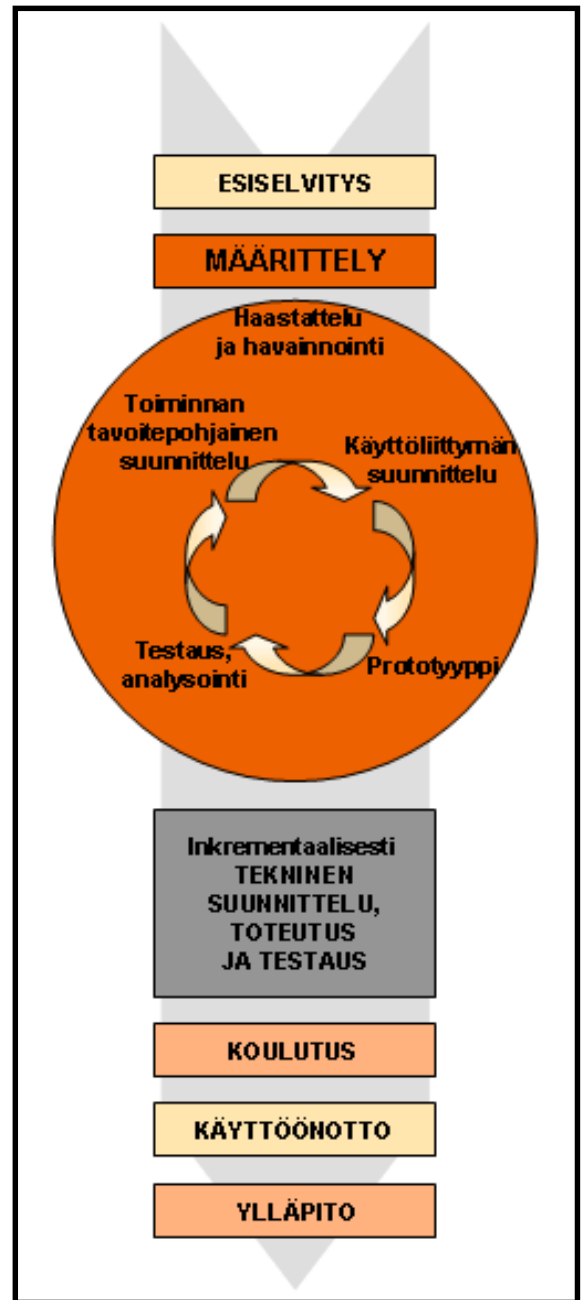 ESISELVITYS
MÄÄRITTELY
Haastattelu
ja havainnointi
Toiminnan
tavoitepohjainen
suunnittelu
Käyttöliittymän
suunnittelu
Testaus,
analysointi
Prototyyppi
Inkrementaalisesti
TEKNINEN
SUUNNITTELU,
TOTEUTUS
JA TESTAUS
KOULUTUS
KÄYTTÖÖNOTTO
YLLÄPITO